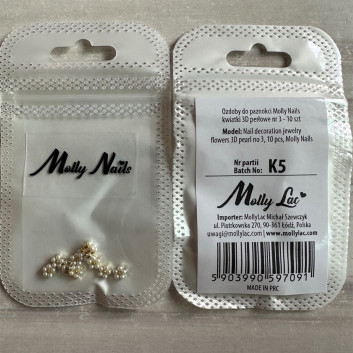 Molly Nails
Ozdoby do paznokci Molly Nails
kwiatki 3D perłowe nr 3 - 10 szt
Model: Nail decoration jewelry
flowers 3D pearl no 3, 10 pcs, Molly Nails
Nr partii
Batch No: K5
Molly Lac
Importer: MollyLac Michał Szewczyk
ul. Piotrkowska 270, 90-361 Łódź, Polska
uwagi@mollylac.com | www.mollylac.com
5 903990 597091
MADE IN PRC